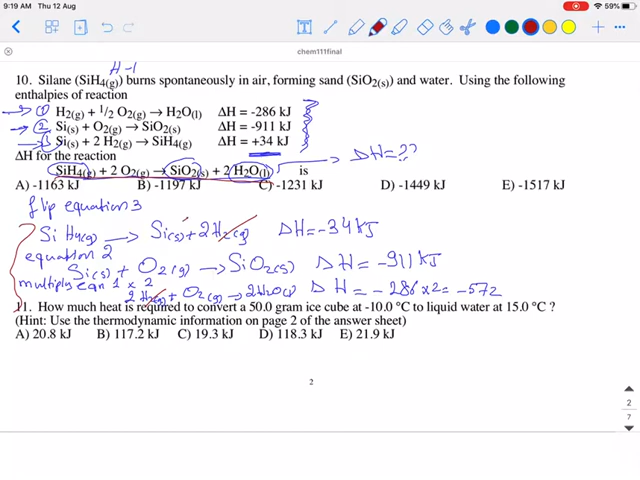 9:19 AM Thu 12 Aug
59%
chem111final
H-1
10. Silane (SiH4(g)) burns spontaneously in air, forming sand (SiO2(s)) and water. Using the following
enthalpies of reaction
① H2(g) + 1/2 O2(g) → H2O(l) ΔH = -286 kJ
② Si(s) + O2(g) → SiO2(s) ΔH = -911 kJ
③ Si(s) + 2 H2(g) → SiH4(g) ΔH = +34 kJ
ΔH for the reaction
SiH4(g) + 2 O2(g) → SiO2(s) + 2 H2O(l) is ΔH = ??
A) -1163 kJ B) -1197 kJ C) -1231 kJ D) -1449 kJ E) -1517 kJ
flip equation 3
SiH4(g) → Si(s) + 2H2(g) ΔH = -34 kJ
equation 2
Si(s) + O2(g) → SiO2(s) ΔH = -911 kJ
multiply eqn 1 × 2
2H2(g) + O2(g) → 2H2O(l) ΔH = -286 × 2 = -572
11. How much heat is required to convert a 50.0 gram ice cube at -10.0 °C to liquid water at 15.0 °C ?
(Hint: Use the thermodynamic information on page 2 of the answer sheet)
A) 20.8 kJ B) 117.2 kJ C) 19.3 kJ D) 118.3 kJ E) 21.9 kJ
2
2
7